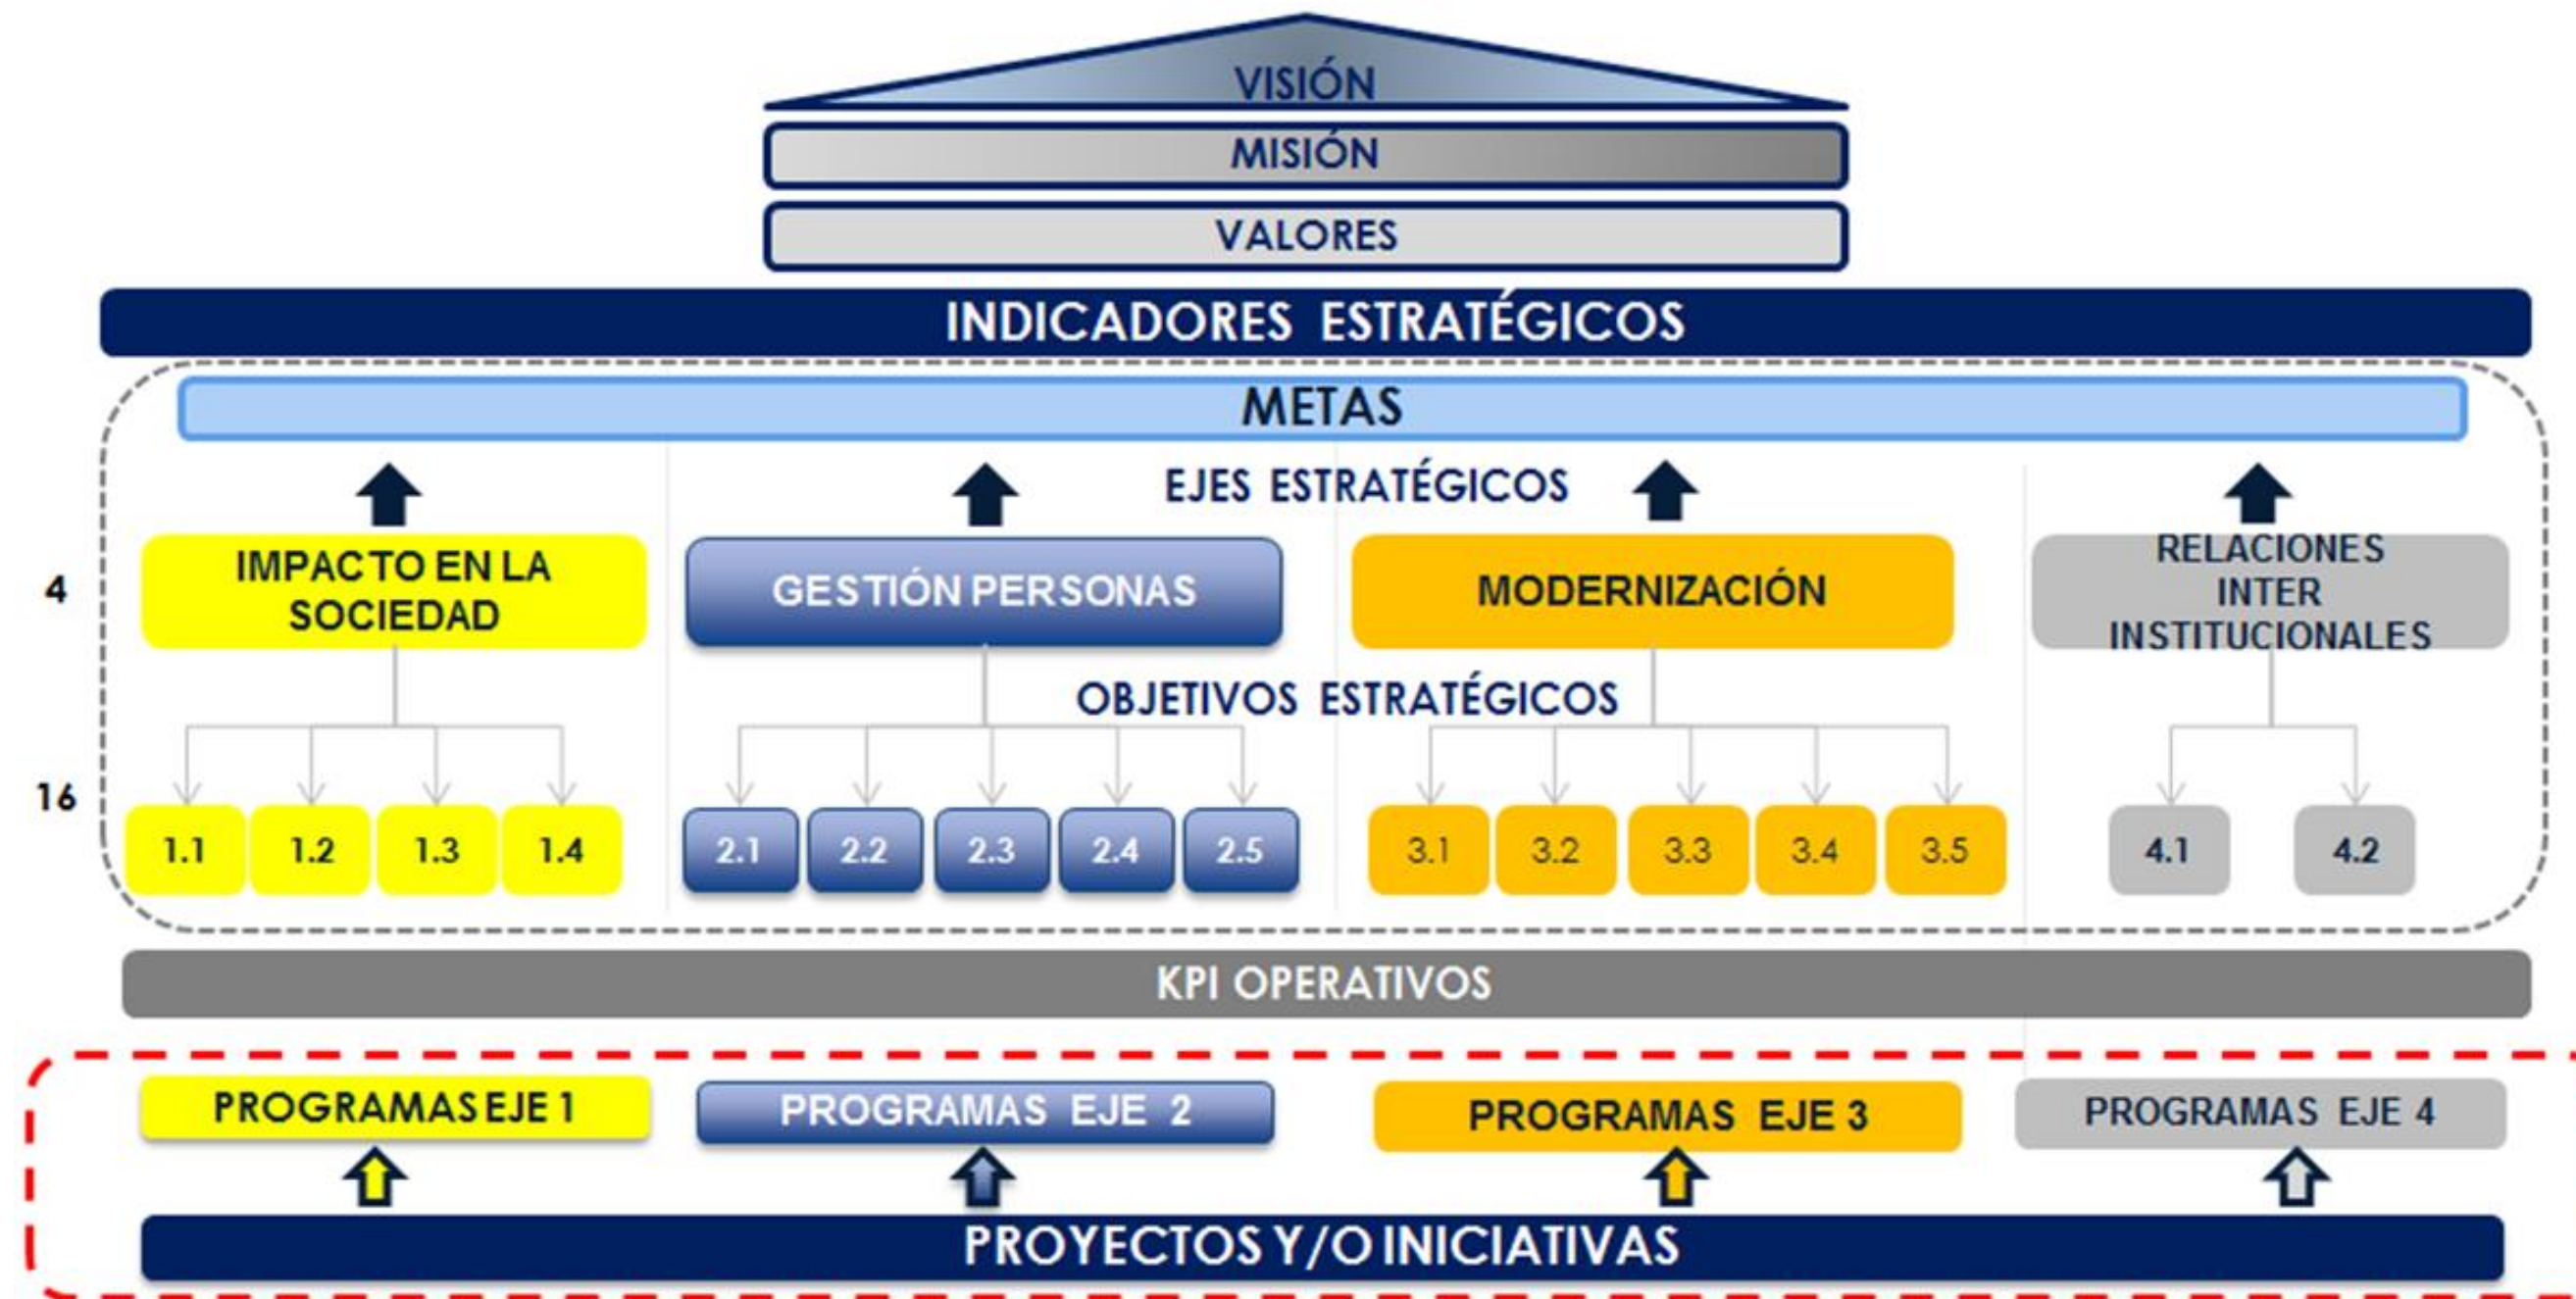 VISIÓN
MISIÓN
VALORES
INDICADORES ESTRATÉGICOS
METAS
EJES ESTRATÉGICOS
4
IMPACTO EN LA
SOCIEDAD
GESTIÓN PERSONAS
MODERNIZACIÓN
RELACIONES
INTER
INSTITUCIONALES
OBJETIVOS ESTRATÉGICOS
16
1.1 1.2 1.3 1.4 2.1 2.2 2.3 2.4 2.5 3.1 3.2 3.3 3.4 3.5 4.1 4.2
KPI OPERATIVOS
PROGRAMAS EJE 1
PROGRAMAS EJE 2
PROGRAMAS EJE 3
PROGRAMAS EJE 4
PROYECTOS Y/O INICIATIVAS